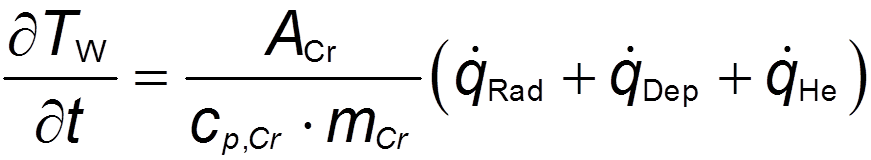 ∂T_W/∂t = A_Cr/(c_p,Cr · m_Cr) (q̇_Rad + q̇_Dep + q̇_He)